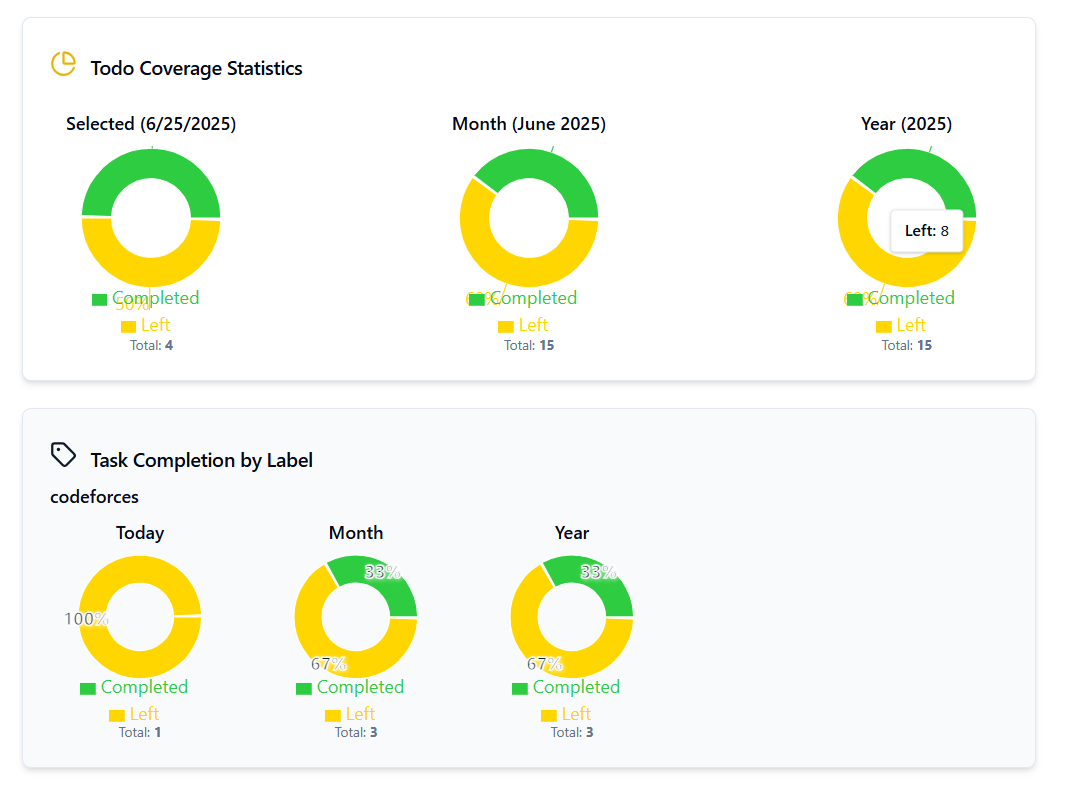 Todo Coverage Statistics
Selected (6/25/2025)
Month (June 2025)
Year (2025)
Left: 8
50%
Completed
Left
Total: 4
Completed
Left
Total: 15
Completed
Left
Total: 15
Task Completion by Label
codeforces
Today
Month
Year
100%
Completed
Left
Total: 1
33%
67%
Completed
Left
Total: 3
33%
67%
Completed
Left
Total: 3